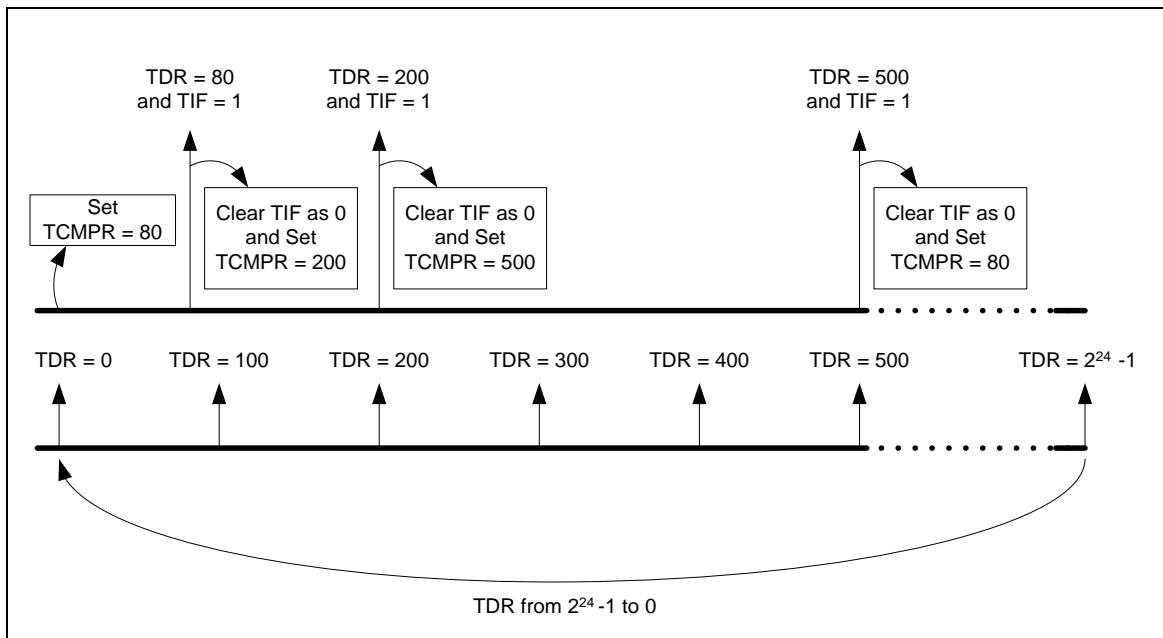 TDR = 80
and TIF = 1
TDR = 200
and TIF = 1
TDR = 500
and TIF = 1
Set
TCMPR = 80
Clear TIF as 0
and Set
TCMPR = 200
Clear TIF as 0
and Set
TCMPR = 500
Clear TIF as 0
and Set
TCMPR = 80
TDR = 0
TDR = 100
TDR = 200
TDR = 300
TDR = 400
TDR = 500
TDR = 2²⁴ -1
TDR from 2²⁴ -1 to 0